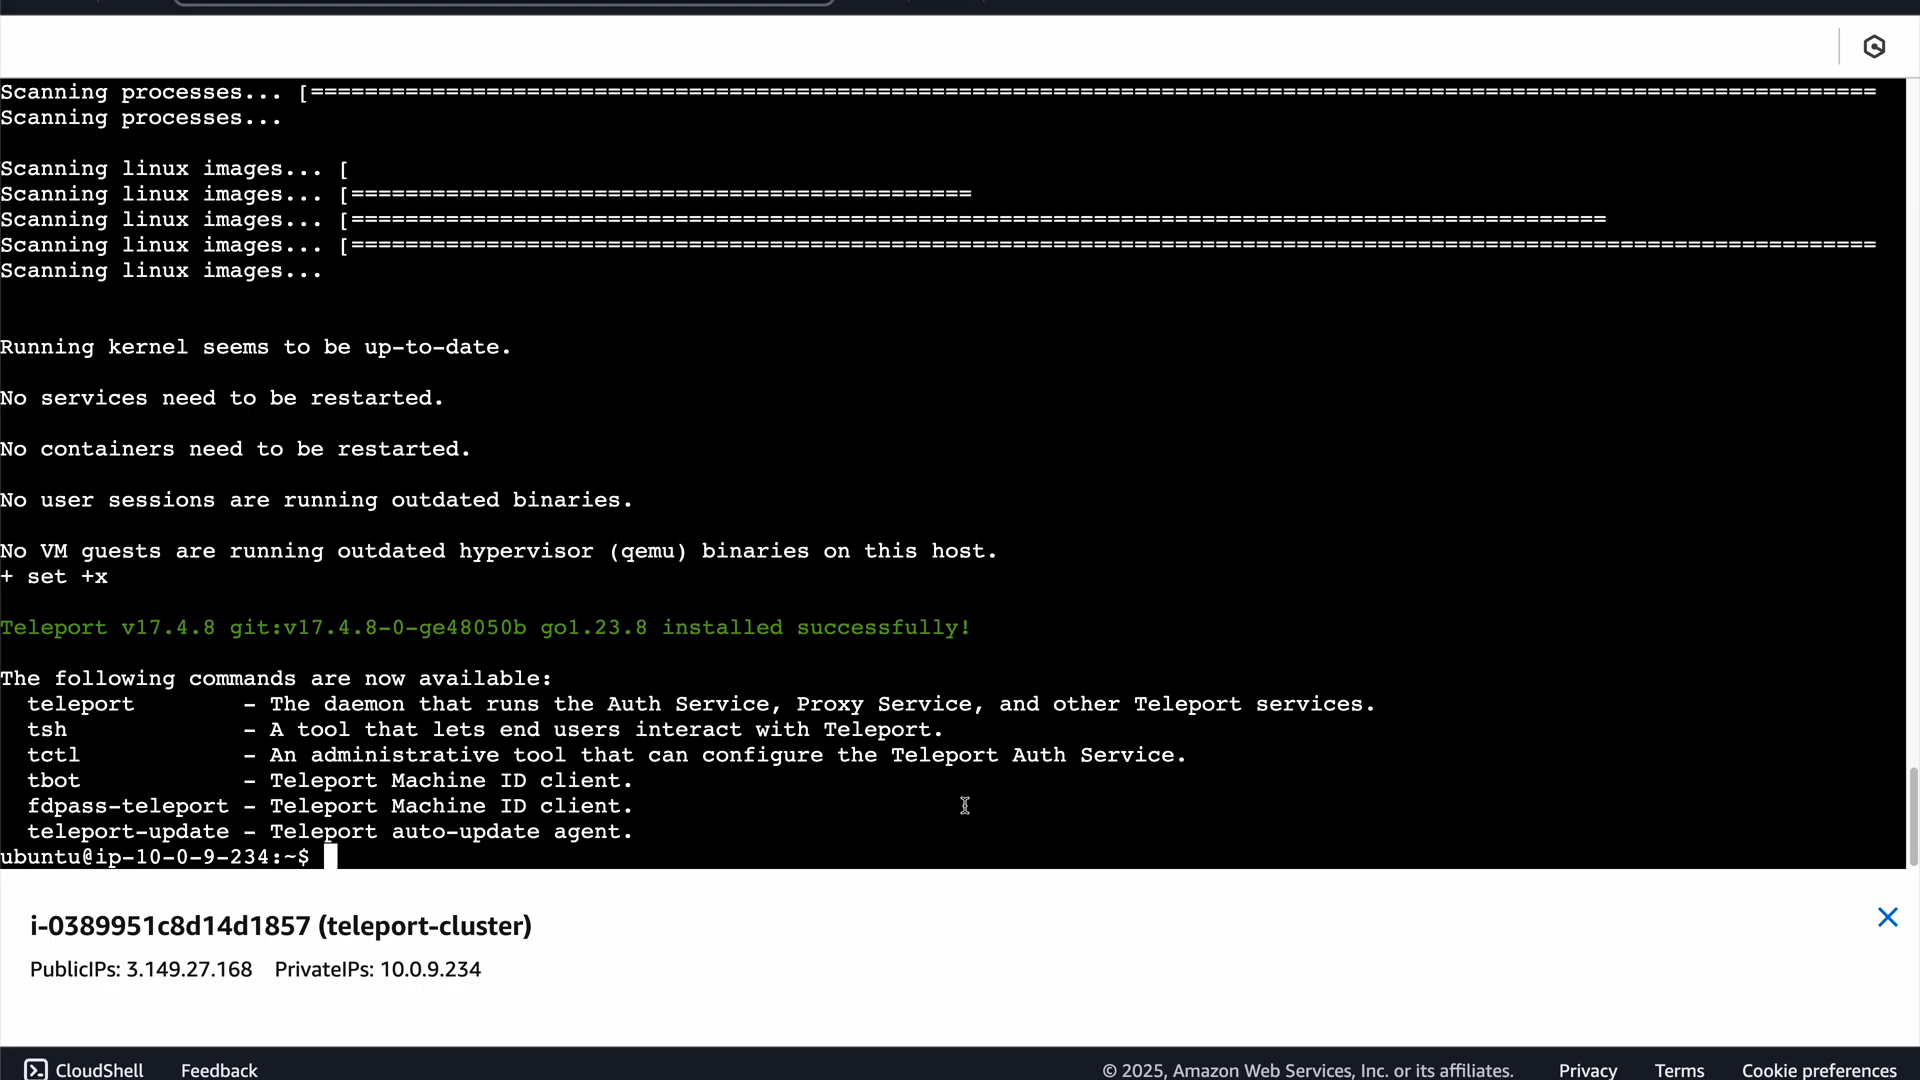 Scanning processes... [====================================================================================================================
Scanning processes...
Scanning linux images... [
Scanning linux images... [==============================================
Scanning linux images... [=============================================================================================
Scanning linux images... [=================================================================================================================
Scanning linux images...
Running kernel seems to be up-to-date.
No services need to be restarted.
No containers need to be restarted.
No user sessions are running outdated binaries.
No VM guests are running outdated hypervisor (qemu) binaries on this host.
+ set +x
Teleport v17.4.8 git:v17.4.8-0-ge48050b go1.23.8 installed successfully!
The following commands are now available:
teleport - The daemon that runs the Auth Service, Proxy Service, and other Teleport services.
tsh - A tool that lets end users interact with Teleport.
tctl - An administrative tool that can configure the Teleport Auth Service.
tbot - Teleport Machine ID client.
fdpass-teleport - Teleport Machine ID client.
teleport-update - Teleport auto-update agent.
ubuntu@ip-10-0-9-234:~$
i-0389951c8d14d1857 (teleport-cluster)
PublicIPs: 3.149.27.168 PrivateIPs: 10.0.9.234
CloudShell Feedback © 2025, Amazon Web Services, Inc. or its affiliates. Privacy Terms Cookie preferences